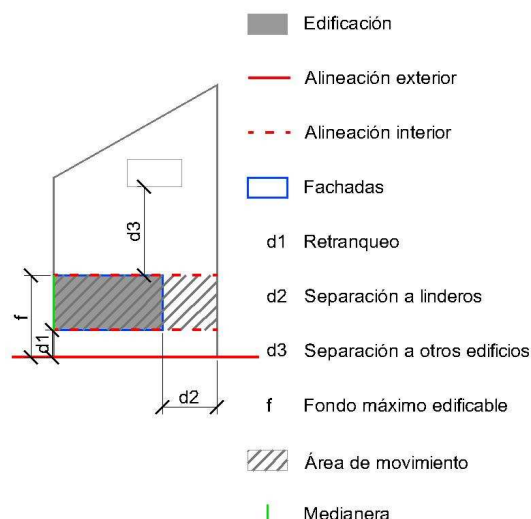 Edificación
Alineación exterior
Alineación interior
Fachadas
d1 Retranqueo
d2 Separación a linderos
d3 Separación a otros edificios
f Fondo máximo edificable
Área de movimiento
Medianera
d3
f
d1
d2